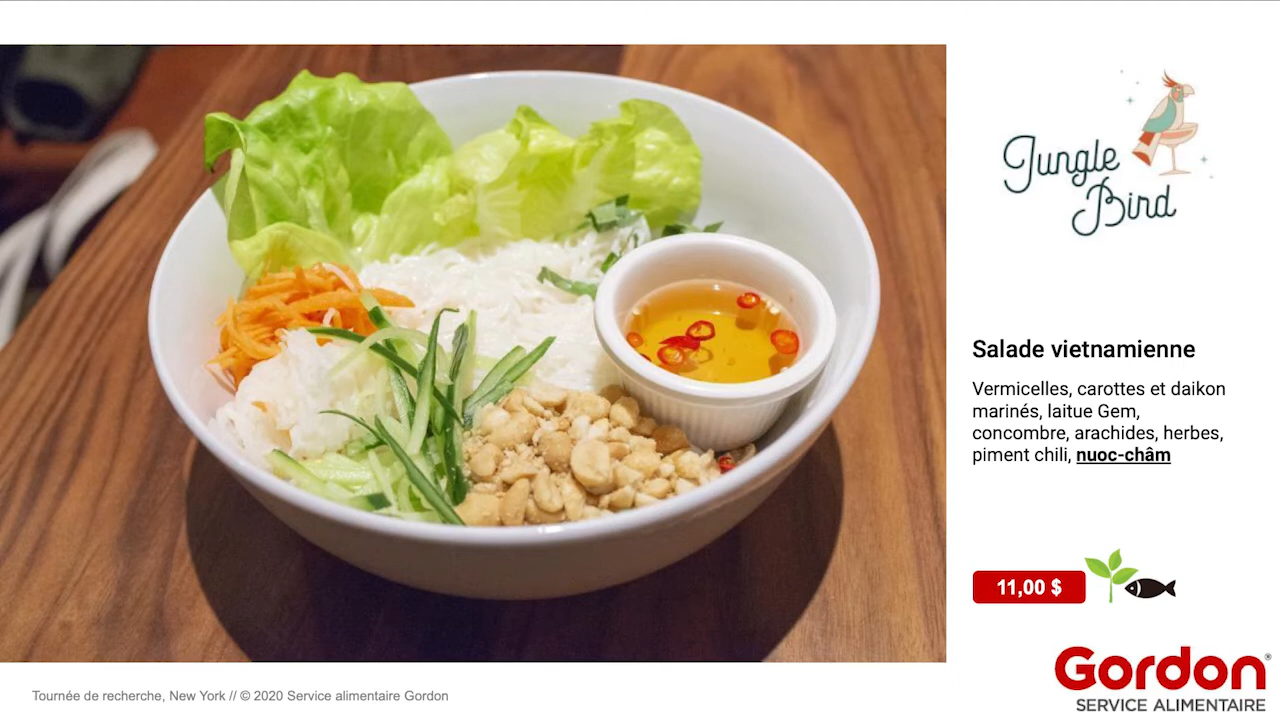 Jungle
Bird
Salade vietnamienne
Vermicelles, carottes et daikon
marinés, laitue Gem,
concombre, arachides, herbes,
piment chili, nuoc-châm
11,00 $
Gordon®
SERVICE ALIMENTAIRE
Tournée de recherche, New York // © 2020 Service alimentaire Gordon